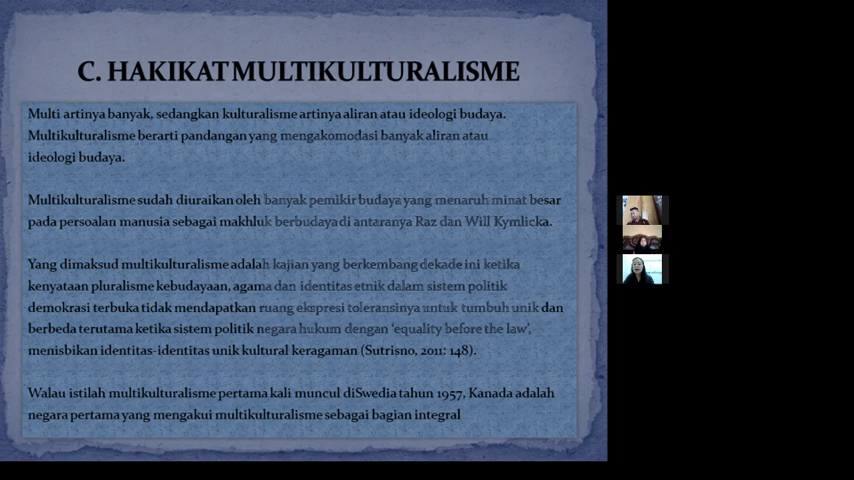 C. HAKIKAT MULTIKULTURALISME
Multi artinya banyak, sedangkan kulturalisme artinya aliran atau ideologi budaya.
Multikulturalisme berarti pandangan yang mengakomodasi banyak aliran atau
ideologi budaya.
Multikulturalisme sudah diuraikan oleh banyak pemikir budaya yang menaruh minat besar
pada persoalan manusia sebagai makhluk berbudaya di antaranya Raz dan Will Kymlicka.
Yang dimaksud multikulturalisme adalah kajian yang berkembang dekade ini ketika
kenyataan pluralisme kebudayaan, agama dan identitas etnik dalam sistem politik
demokrasi terbuka tidak mendapatkan ruang ekspresi toleransinya untuk tumbuh unik dan
berbeda terutama ketika sistem politik negara hukum dengan ‘equality before the law’,
menisbikan identitas-identitas unik kultural keragaman (Sutrisno, 2011: 148).
Walau istilah multikulturalisme pertama kali muncul diSwedia tahun 1957, Kanada adalah
negara pertama yang mengakui multikulturalisme sebagai bagian integral